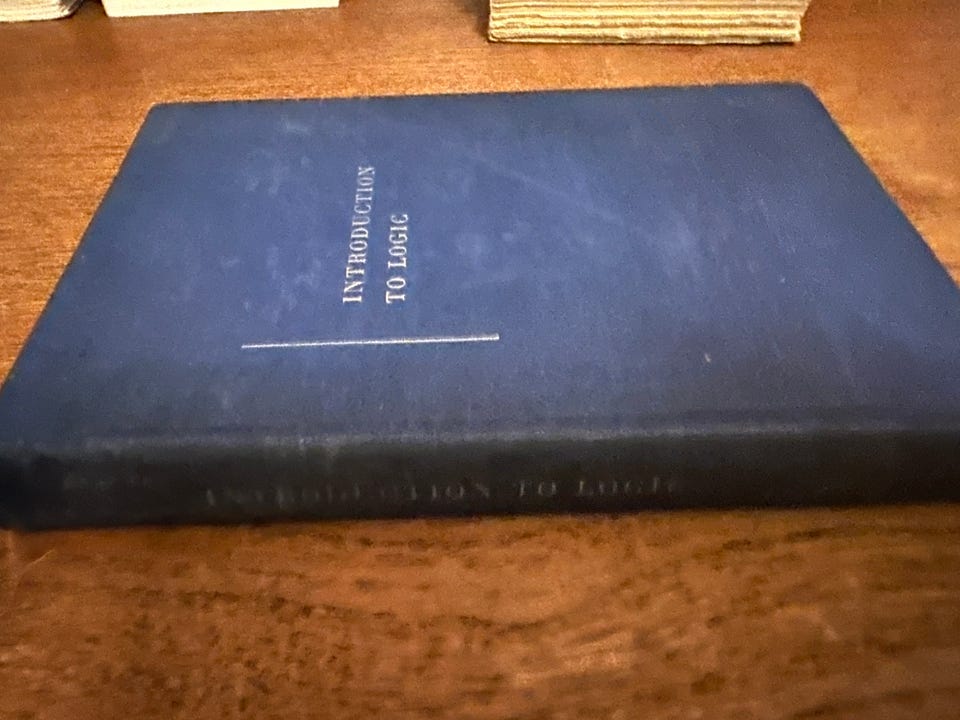 INTRODUCTION
TO LOGIC
INTRODUCTION TO LOGIC